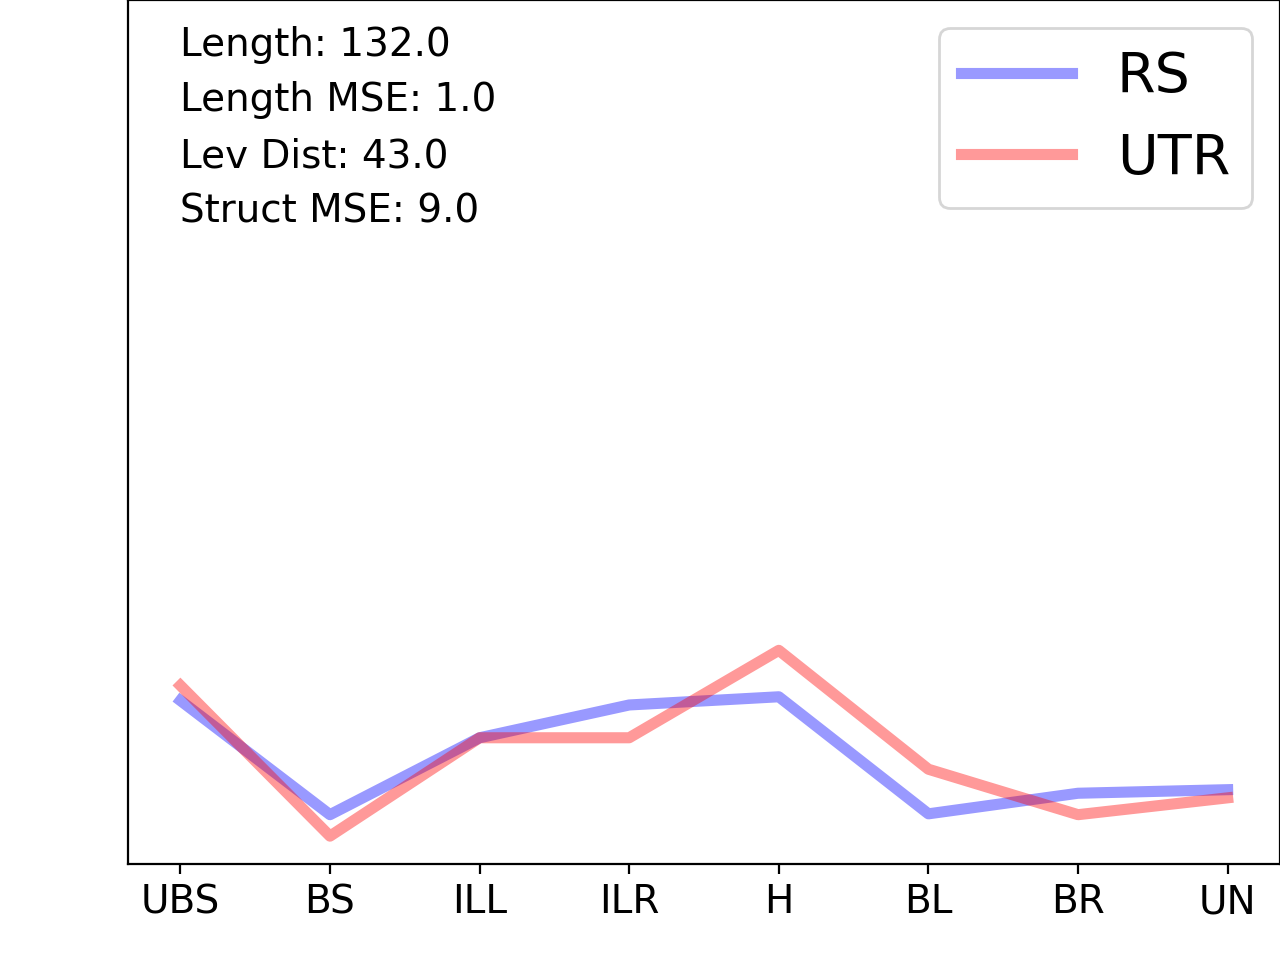 Length: 132.0
Length MSE: 1.0
Lev Dist: 43.0
Struct MSE: 9.0
RS
UTR
UBS BS ILL ILR H BL BR UN